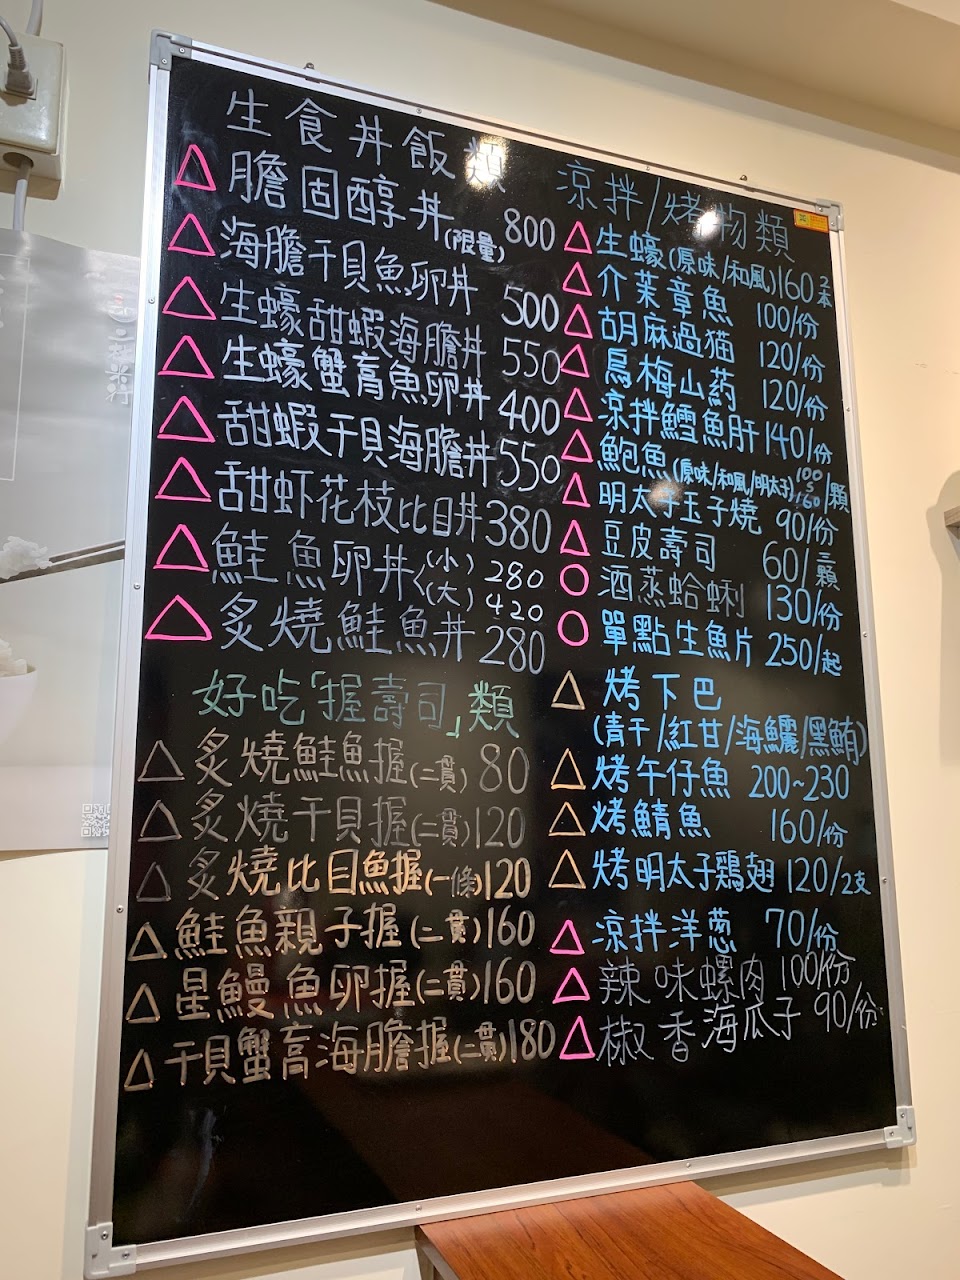 生食丼飯類
△膽固醇丼(限量) 800
△海膽干貝魚卵丼 500
△生蠔甜蝦海膽丼 550
△生蠔蟹膏魚卵丼 400
△甜蝦干貝海膽丼 550
△甜虾花枝比目丼 380
△鮭魚卵丼(小) 280
(大) 420
△炙燒鮭魚丼 280
好吃「握壽司」類
△炙燒鮭魚握(二貫) 80
△炙燒干貝握(二貫) 120
△炙燒比目魚握(一條) 120
△鮭魚親子握(二貫) 160
△星鰻魚卵握(二貫) 160
△干貝蟹膏海膽握(二貫) 180
涼拌/烤物類
△生蠔(原味/和風) 160 2本
△介茉章魚 100/份
△胡麻過猫 120/份
△烏梅山药 120/份
△涼拌鱈魚肝 140/份
△鮑魚(原味/和風/明太子) 100 5 160/顆
△明太子玉子燒 90/份
△豆皮壽司 60/二顆
○酒蒸蛤蜊 130/份
○單點生魚片 250/起
△烤下巴
(青干/紅甘/海鱺/黑鮪)
△烤午仔魚 200~230
△烤鯖魚 160/份
△烤明太子鶏翅 120/2支
△涼拌洋葱 70/份
△辣味螺肉 100/份
△椒香海瓜子 90/份